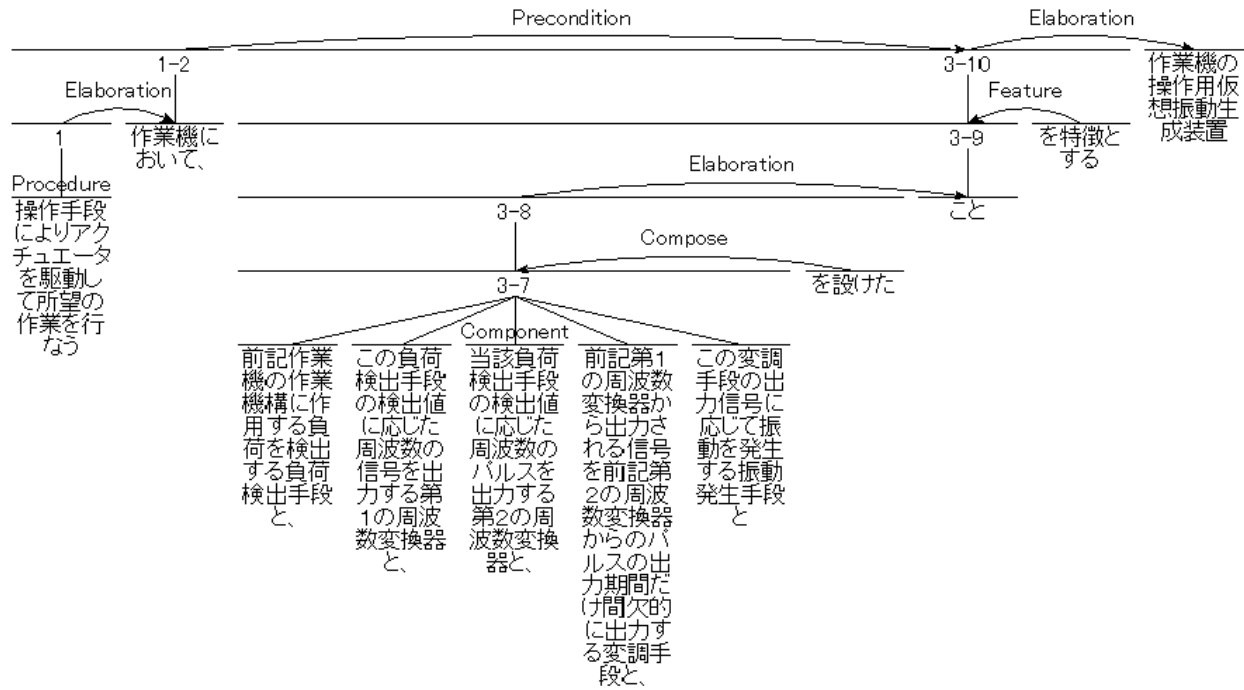 Precondition
Elaboration
1-2
3-10
作業機の
操作用仮
想振動生
成装置
Elaboration
Feature
1
作業機に
おいて、
3-9
を特徴と
する
Procedure
操作手段
によりアク
チュエータ
を駆動し
て所望の
作業を行
なう
Elaboration
3-8
こと
Compose
3-7
を設けた
Component
前記作業
機の作業
機構に作
用する負
荷を検出
する負荷
検出手段
と、
この負荷
検出手段
の検出値
に応じた
周波数の
信号を出
力する第
1の周波
数変換器
と、
当該負荷
検出手段
の検出値
に応じた
周波数の
パルスを
出力する
第2の周
波数変換
器と、
前記第1
の周波数
変換器か
ら出力さ
れる信号
を前記第
2の周波
数変換器
からのパ
ルスの出
力期間だ
け間欠的
に出力す
る変調手
段と、
この変調
手段の出
力信号に
応じて振
動を発生
する振動
発生手段
と